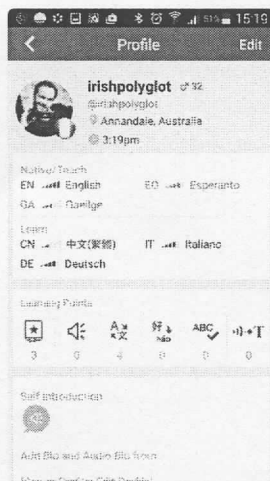 51% 15:19
Profile Edit
irishpolyglot ♂ 32
@irishpolyglot
Annandale, Australia
3:19pm
Native/Teach
EN English EO Esperanto
GA Gaeilge
Learn
CN 中文(繁體) IT Italiano
DE Deutsch
Learning Points
3 0 4 0 0 0
Self Introduction
Add Bio and Audio Bio from